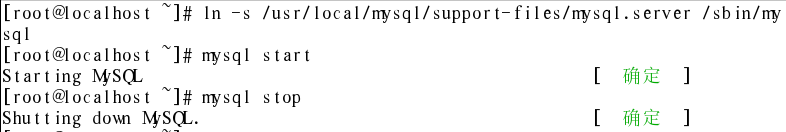 [root@localhost ~]# ln -s /usr/local/mysql/support-files/mysql.server /sbin/my
sql
[root@localhost ~]# mysql start
Starting MySQL [ 确定 ]
[root@localhost ~]# mysql stop
Shutting down MySQL. [ 确定 ]